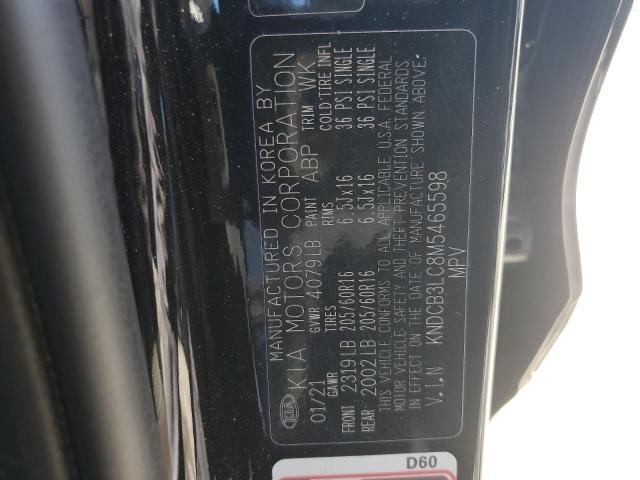 MANUFACTURED IN KOREA BY
KIA KIA MOTORS CORPORATION
01/21 GVWR 4079LB PAINT ABP TRIM WK
GAWR TIRES RIMS COLD TIRE INFL
FRONT 2319LB 205/60R16 6.5Jx16 36 PSI SINGLE
REAR 2002LB 205/60R16 6.5Jx16 36 PSI SINGLE
THIS VEHICLE CONFORMS TO ALL APPLICABLE U.S.A. FEDERAL
MOTOR VEHICLE SAFETY AND THEFT PREVENTION STANDARDS
IN EFFECT ON THE DATE OF MANUFACTURE SHOWN ABOVE.
V.I.N KNDCB3LC8M5465598
MPV
D60